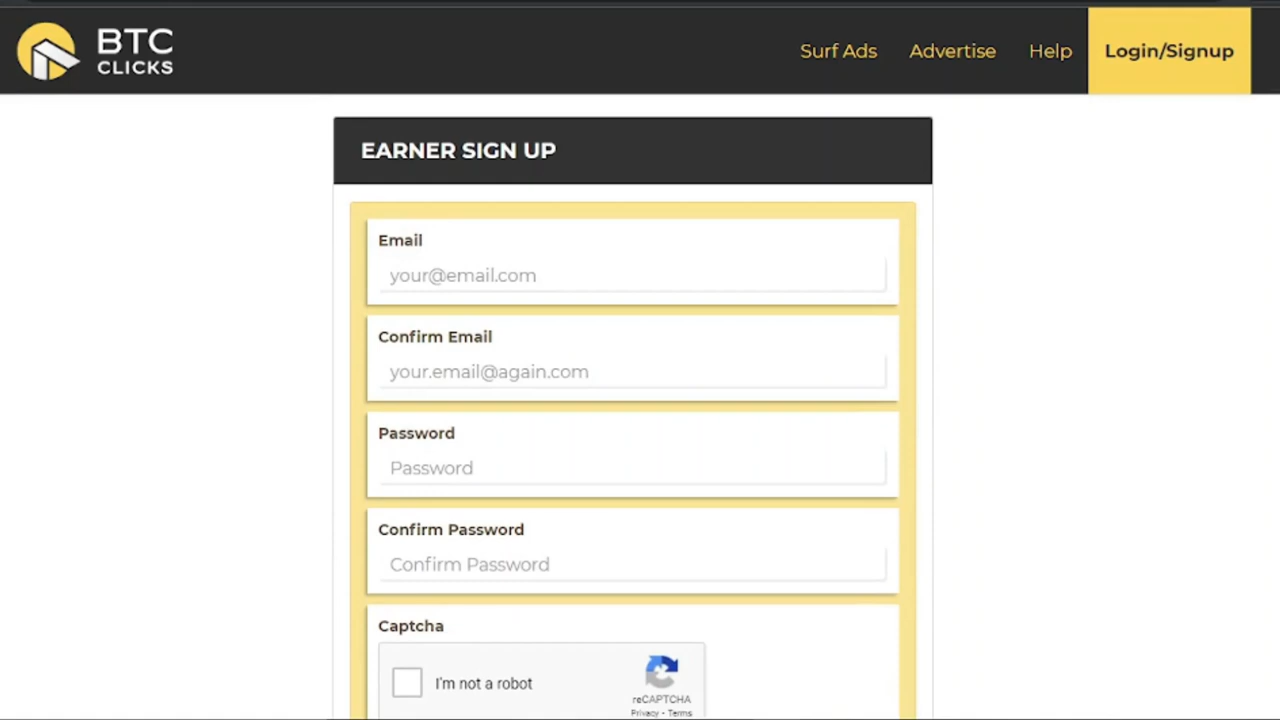 BTC
CLICKS
Surf Ads
Advertise
Help
Login/Signup
EARNER SIGN UP
Email
your@email.com
Confirm Email
your.email@again.com
Password
Password
Confirm Password
Confirm Password
Captcha
I'm not a robot
reCAPTCHA
Privacy - Terms